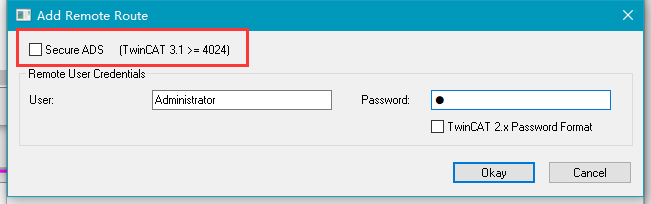 Add Remote Route
Secure ADS (TwinCAT 3.1 >= 4024)
Remote User Credentials
User: Administrator Password: ●
TwinCAT 2.x Password Format
Okay Cancel